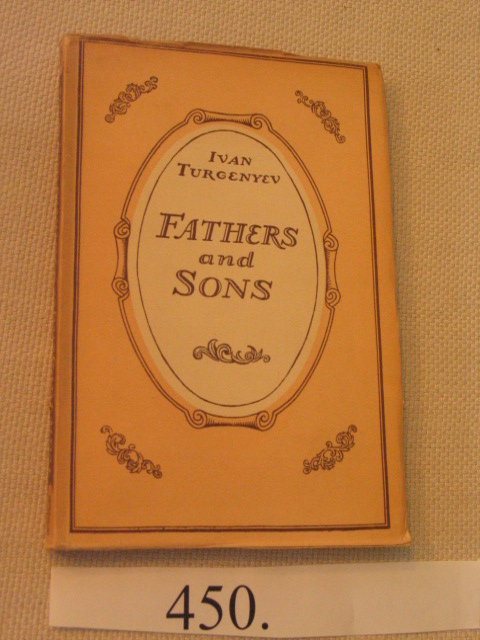 Ivan
Turgenyev
Fathers
and
Sons
450.